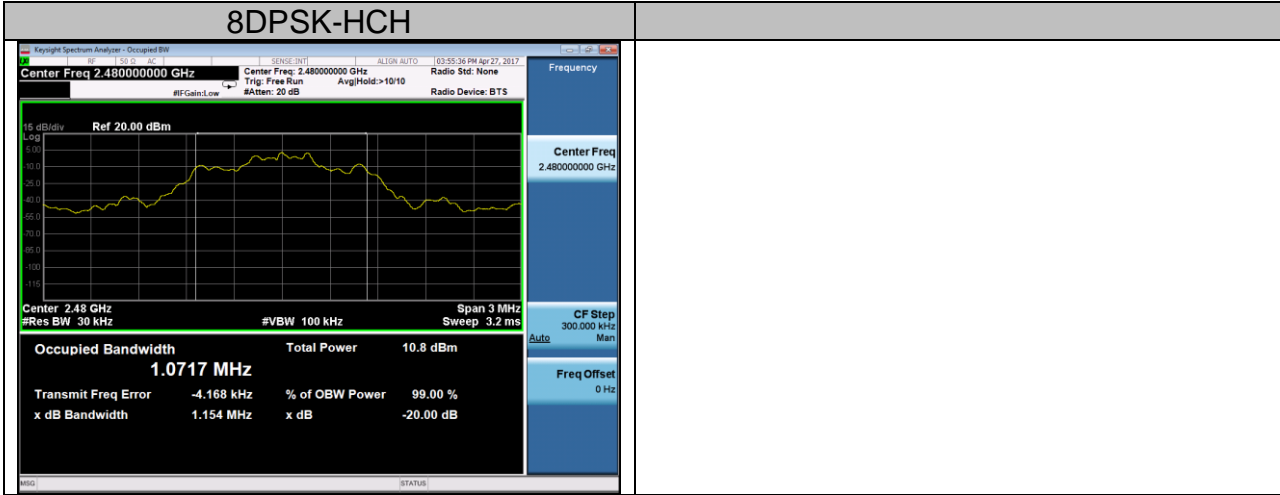 8DPSK-HCH
Keysight Spectrum Analyzer - Occupied BW
RF 50 Ω AC SENSE:INT ALIGN AUTO 03:55:36 PM Apr 27, 2017
Center Freq 2.480000000 GHz
Center Freq: 2.480000000 GHz
Radio Std: None
Trig: Free Run Avg|Hold:>10/10
#IFGain:Low #Atten: 20 dB Radio Device: BTS
15 dB/div Ref 20.00 dBm
Log
5.00
-10.0
-25.0
-40.0
-55.0
-70.0
-85.0
-100
-115
Center 2.48 GHz Span 3 MHz
#Res BW 30 kHz #VBW 100 kHz Sweep 3.2 ms
Occupied Bandwidth Total Power 10.8 dBm
1.0717 MHz
Transmit Freq Error -4.168 kHz % of OBW Power 99.00 %
x dB Bandwidth 1.154 MHz x dB -20.00 dB
Frequency
Center Freq
2.480000000 GHz
CF Step
300.000 kHz
Auto Man
Freq Offset
0 Hz
MSG STATUS